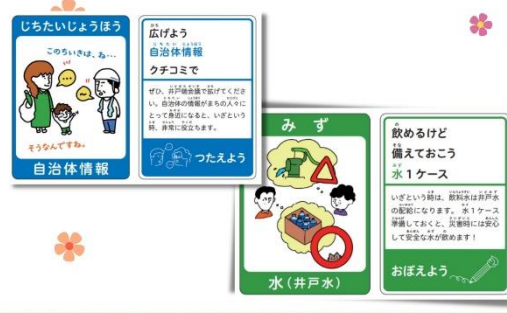 じちたいじょうほう
このちいきは、ね…
そうなんですね。
自治体情報
広げよう
自治体情報
クチコミで
ぜひ、井戸端会議で拡げてくださ
い。自治体の情報がまちの人々に
とって身近になると、いざという
時、非常に役立ちます。
つたえよう
みず
水(井戸水)
飲めるけど
備えておこう
水1ケース
いざという時は、飲料水は井戸水
の配給になります。水1ケース
準備しておくと、災害時には安心
して安全な水が飲めます!
おぼえよう